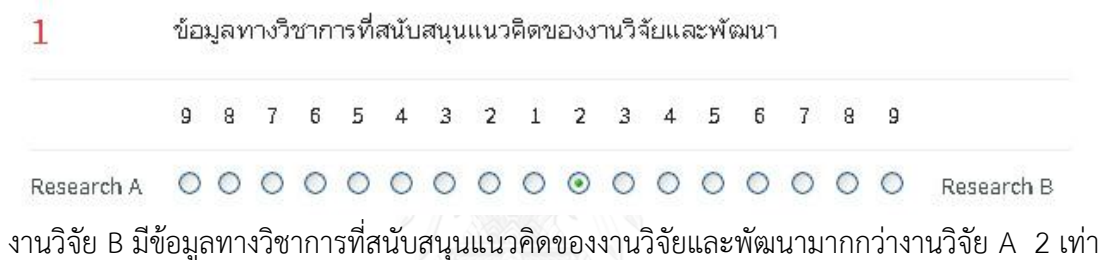 1 ข้อมูลทางวิชาการที่สนับสนุนแนวคิดของงานวิจัยและพัฒนา
9 8 7 6 5 4 3 2 1 2 3 4 5 6 7 8 9
Research A Research B
งานวิจัย B มีข้อมูลทางวิชาการที่สนับสนุนแนวคิดของงานวิจัยและพัฒนามากกว่างานวิจัย A 2 เท่า